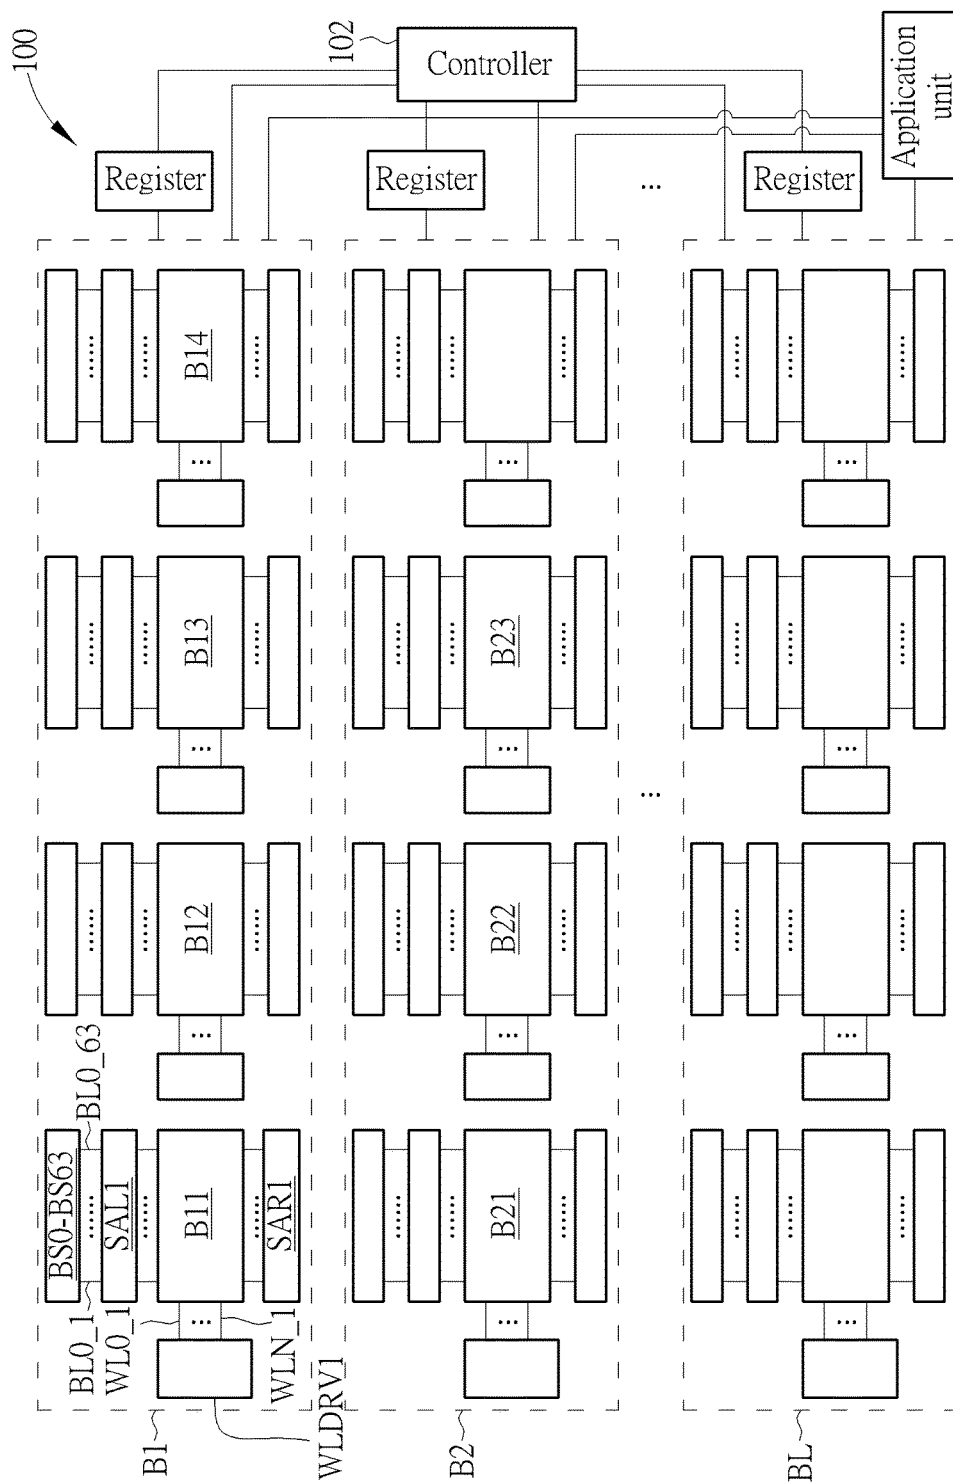 100
102
Controller
Register
Register
...
Register
Application
unit
B14
......
......
......
...
......
......
......
...
......
......
......
...
B13
......
......
......
...
B23
......
......
......
...
...
......
......
......
...
B12
......
......
......
...
B22
......
......
......
...
......
......
......
...
BL0_63
BS0-BS63
......
SAL1
......
B11
......
SAR1
BL0_1
WL0_1
...
WLN_1
WLDRV1
B1
......
......
B21
......
...
B2
......
......
......
...
BL